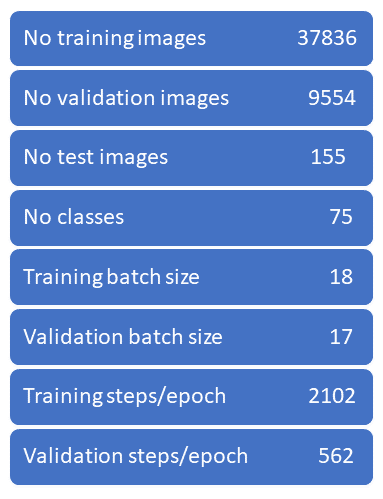 No training images 37836
No validation images 9554
No test images 155
No classes 75
Training batch size 18
Validation batch size 17
Training steps/epoch 2102
Validation steps/epoch 562